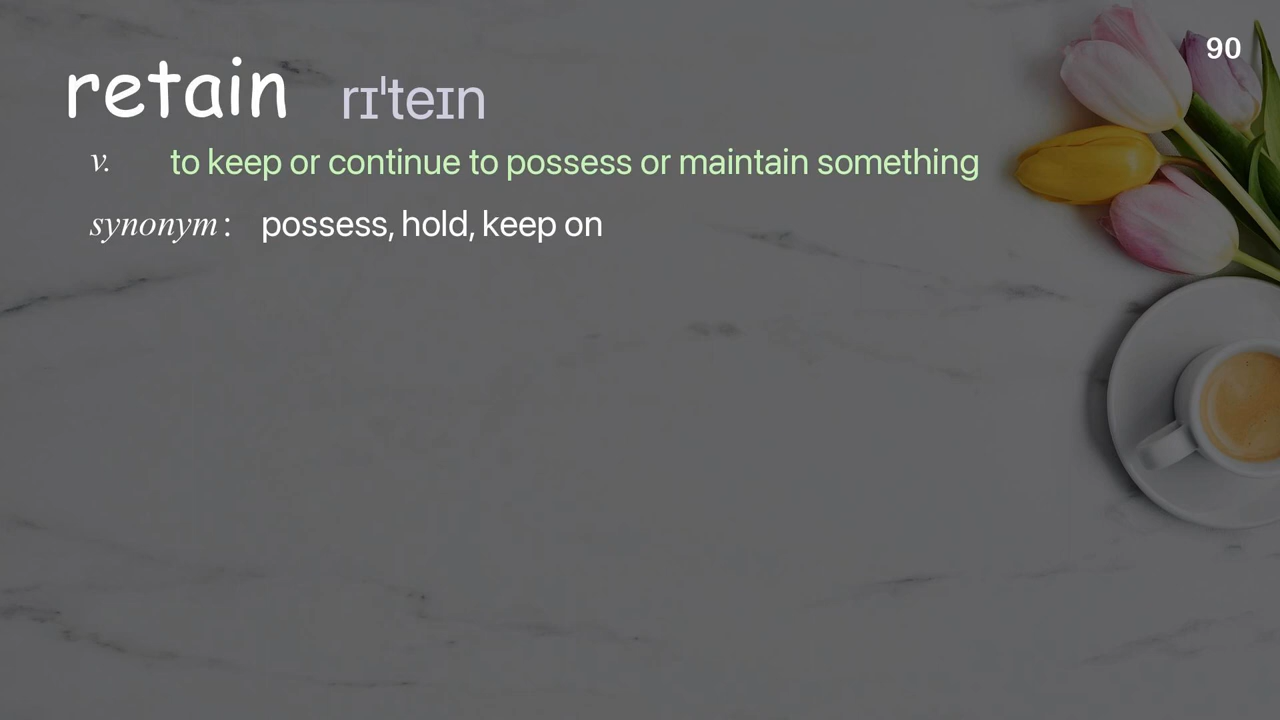 90
retain rɪˈteɪn
v. to keep or continue to possess or maintain something
synonym: possess, hold, keep on